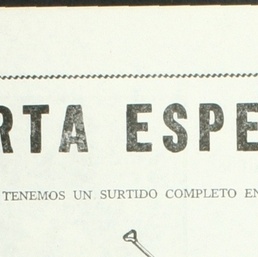 RTA ESPE
TENEMOS UN SURTIDO COMPLETO EN